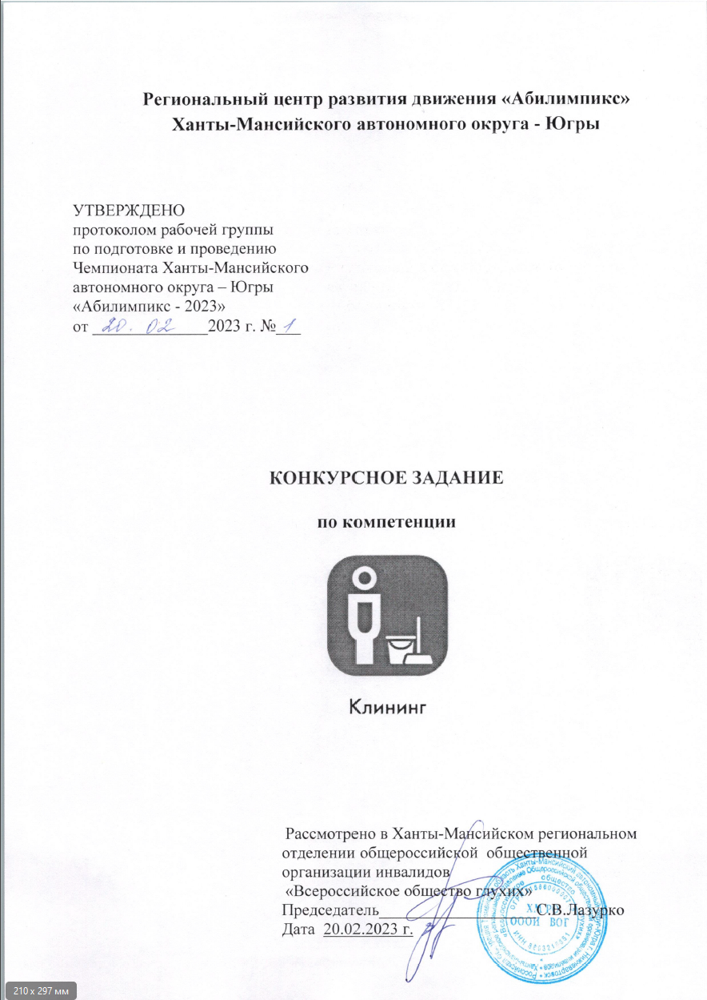 Региональный центр развития движения «Абилимпикс»
Ханты-Мансийского автономного округа - Югры
УТВЕРЖДЕНО
протоколом рабочей группы
по подготовке и проведению
Чемпионата Ханты-Мансийского
автономного округа – Югры
«Абилимпикс - 2023»
от 20. 02 2023 г. № 1
КОНКУРСНОЕ ЗАДАНИЕ
по компетенции
Клининг
Рассмотрено в Ханты-Мансийском региональном
отделении общероссийской общественной
организации инвалидов
«Всероссийское общество глухих»
Председатель С.В.Лазурко
Дата 20.02.2023 г.
ОООИ ВОГ
210 x 297 мм